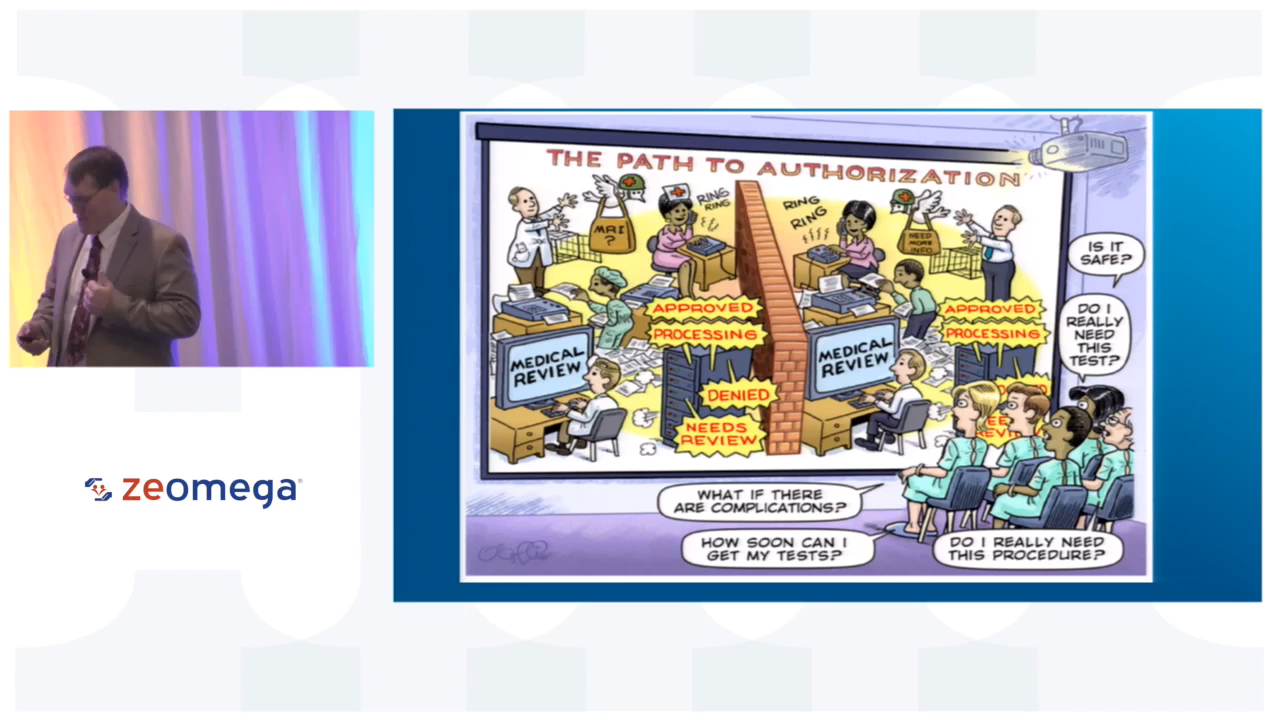 THE PATH TO AUTHORIZATION
MRI
?
RING
RING
RING
RING
NEED
MORE
INFO
APPROVED
PROCESSING
DENIED
NEEDS
REVIEW
MEDICAL
REVIEW
MEDICAL
REVIEW
APPROVED
PROCESSING
IS IT
SAFE?
DO I
REALLY
NEED
THIS
TEST?
WHAT IF THERE
ARE COMPLICATIONS?
HOW SOON CAN I
GET MY TESTS?
DO I REALLY NEED
THIS PROCEDURE?
zeomega®